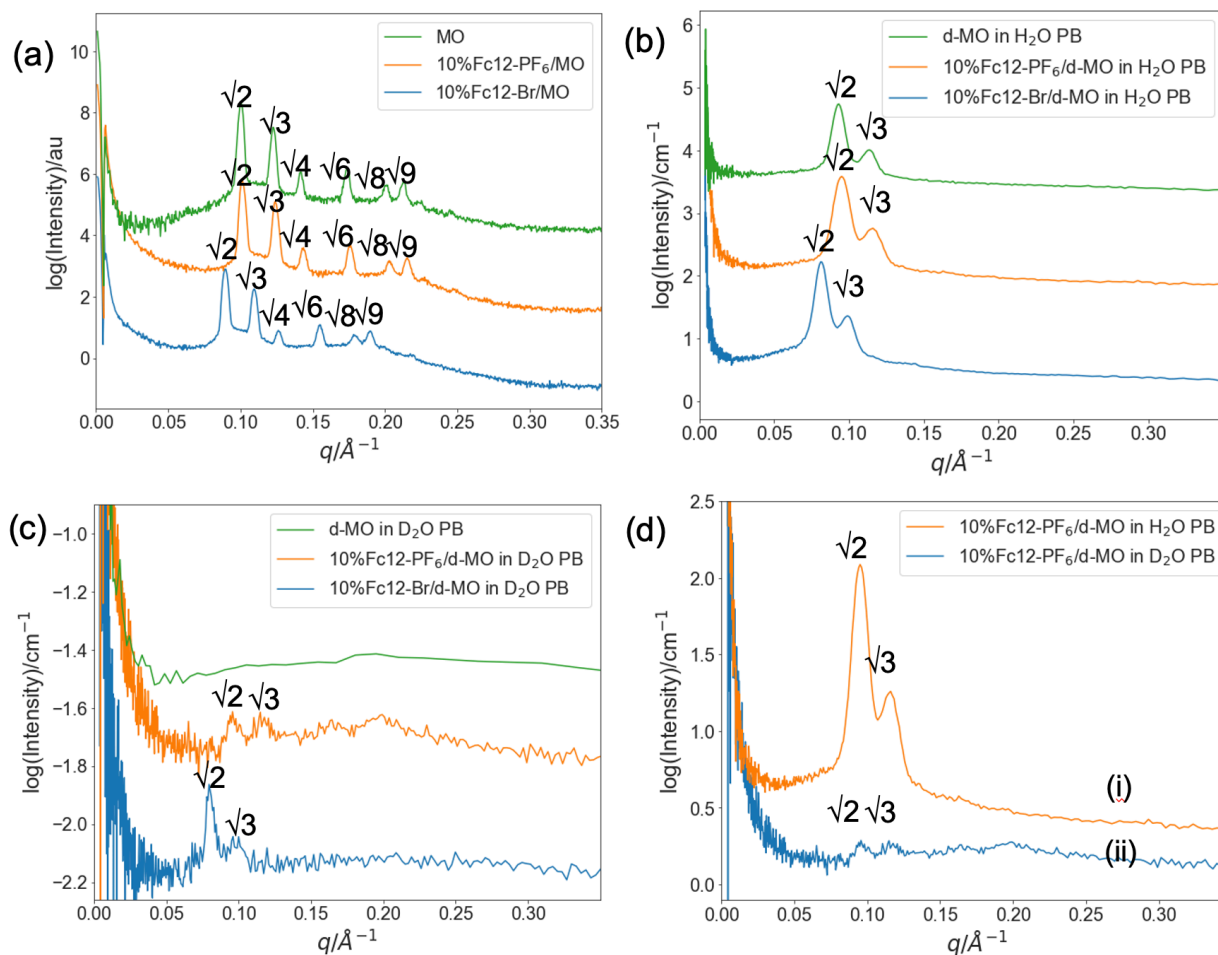 (a)
log(Intensity)/au
10
8
6
4
2
0
MO
10%Fc12-PF₆/MO
10%Fc12-Br/MO
√2
√3
√4
√6
√8
√9
√2
√3
√4
√6
√8
√9
√2
√3
√4
√6
√8
√9
0.00 0.05 0.10 0.15 0.20 0.25 0.30 0.35
q/Å⁻¹
(b)
log(Intensity)/cm⁻¹
6
5
4
3
2
1
0
d-MO in H₂O PB
10%Fc12-PF₆/d-MO in H₂O PB
10%Fc12-Br/d-MO in H₂O PB
√2
√3
√2
√3
√2
√3
0.00 0.05 0.10 0.15 0.20 0.25 0.30
q/Å⁻¹
(c)
log(Intensity)/cm⁻¹
−1.0
−1.2
−1.4
−1.6
−1.8
−2.0
−2.2
d-MO in D₂O PB
10%Fc12-PF₆/d-MO in D₂O PB
10%Fc12-Br/d-MO in D₂O PB
√2 √3
√2
√3
0.00 0.05 0.10 0.15 0.20 0.25 0.30
q/Å⁻¹
(d)
log(Intensity)/cm⁻¹
2.5
2.0
1.5
1.0
0.5
0.0
10%Fc12-PF₆/d-MO in H₂O PB
10%Fc12-PF₆/d-MO in D₂O PB
√2
√3
(i)
√2 √3
(ii)
0.00 0.05 0.10 0.15 0.20 0.25 0.30
q/Å⁻¹